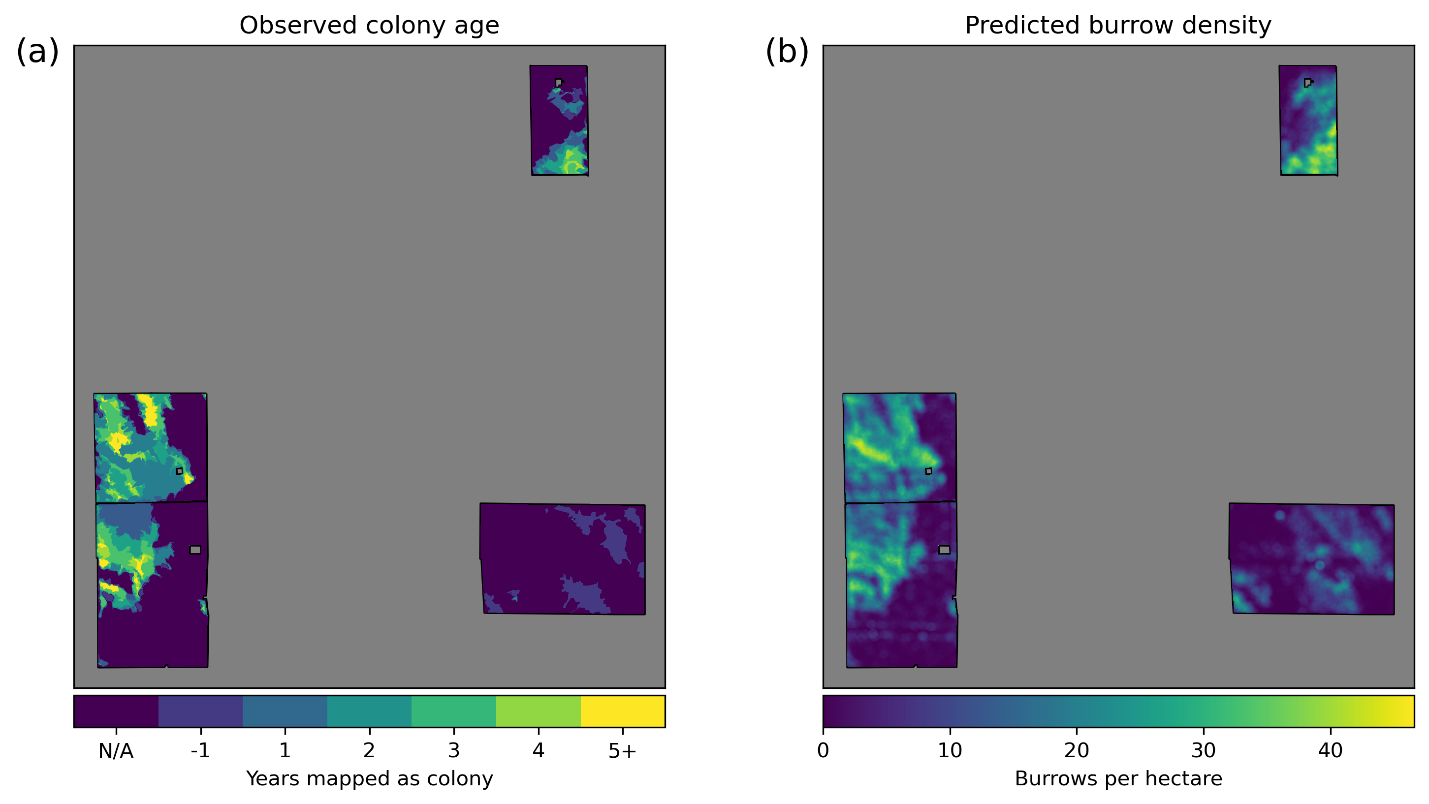 Observed colony age
(a)
N/A -1 1 2 3 4 5+
Years mapped as colony
Predicted burrow density
(b)
0 10 20 30 40
Burrows per hectare